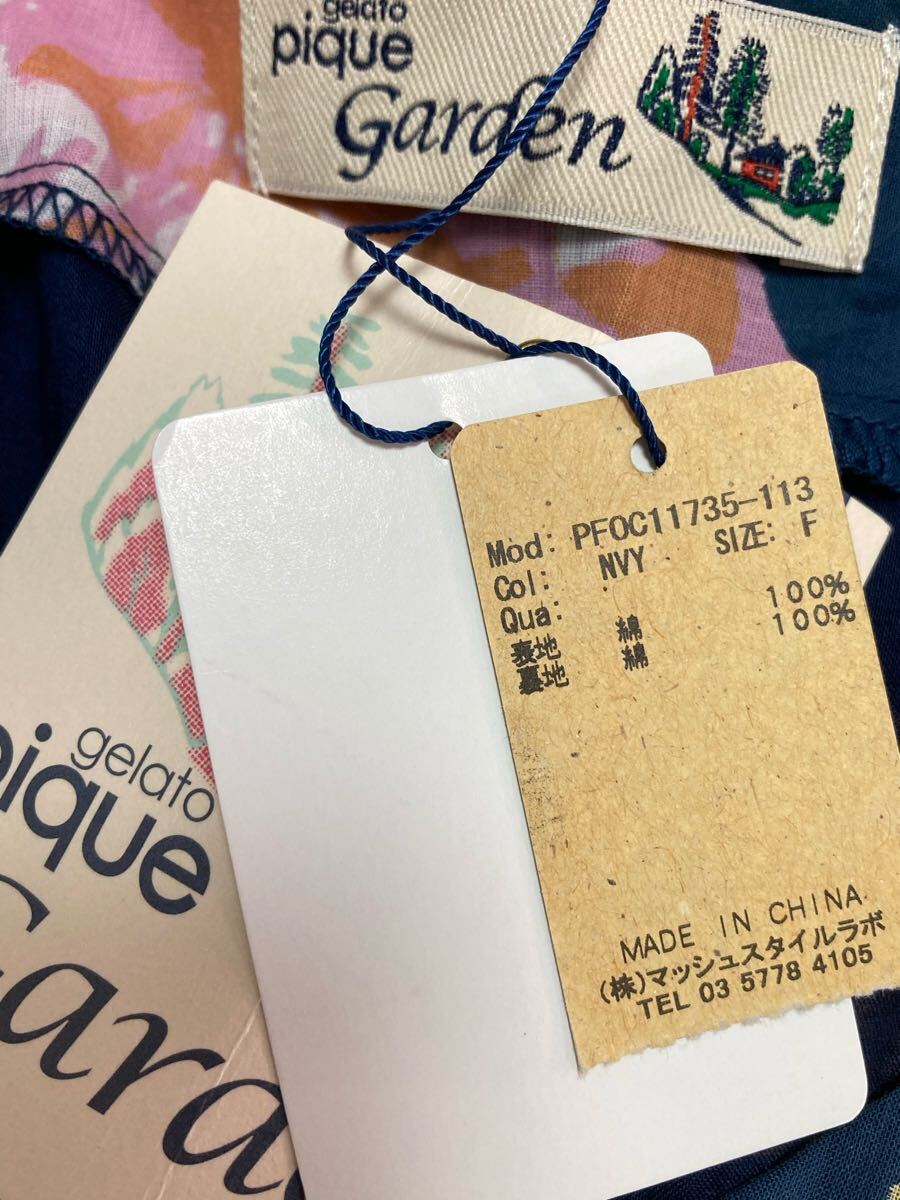 gelato
pique
Garden
Mod: PFOC11735-113
Col: NVY SIZE: F
Qua:
表地 綿 100%
裏地 綿 100%
MADE IN CHINA
(株)マッシュスタイルラボ
TEL 03 5778 4105
gelato
pique
Gard